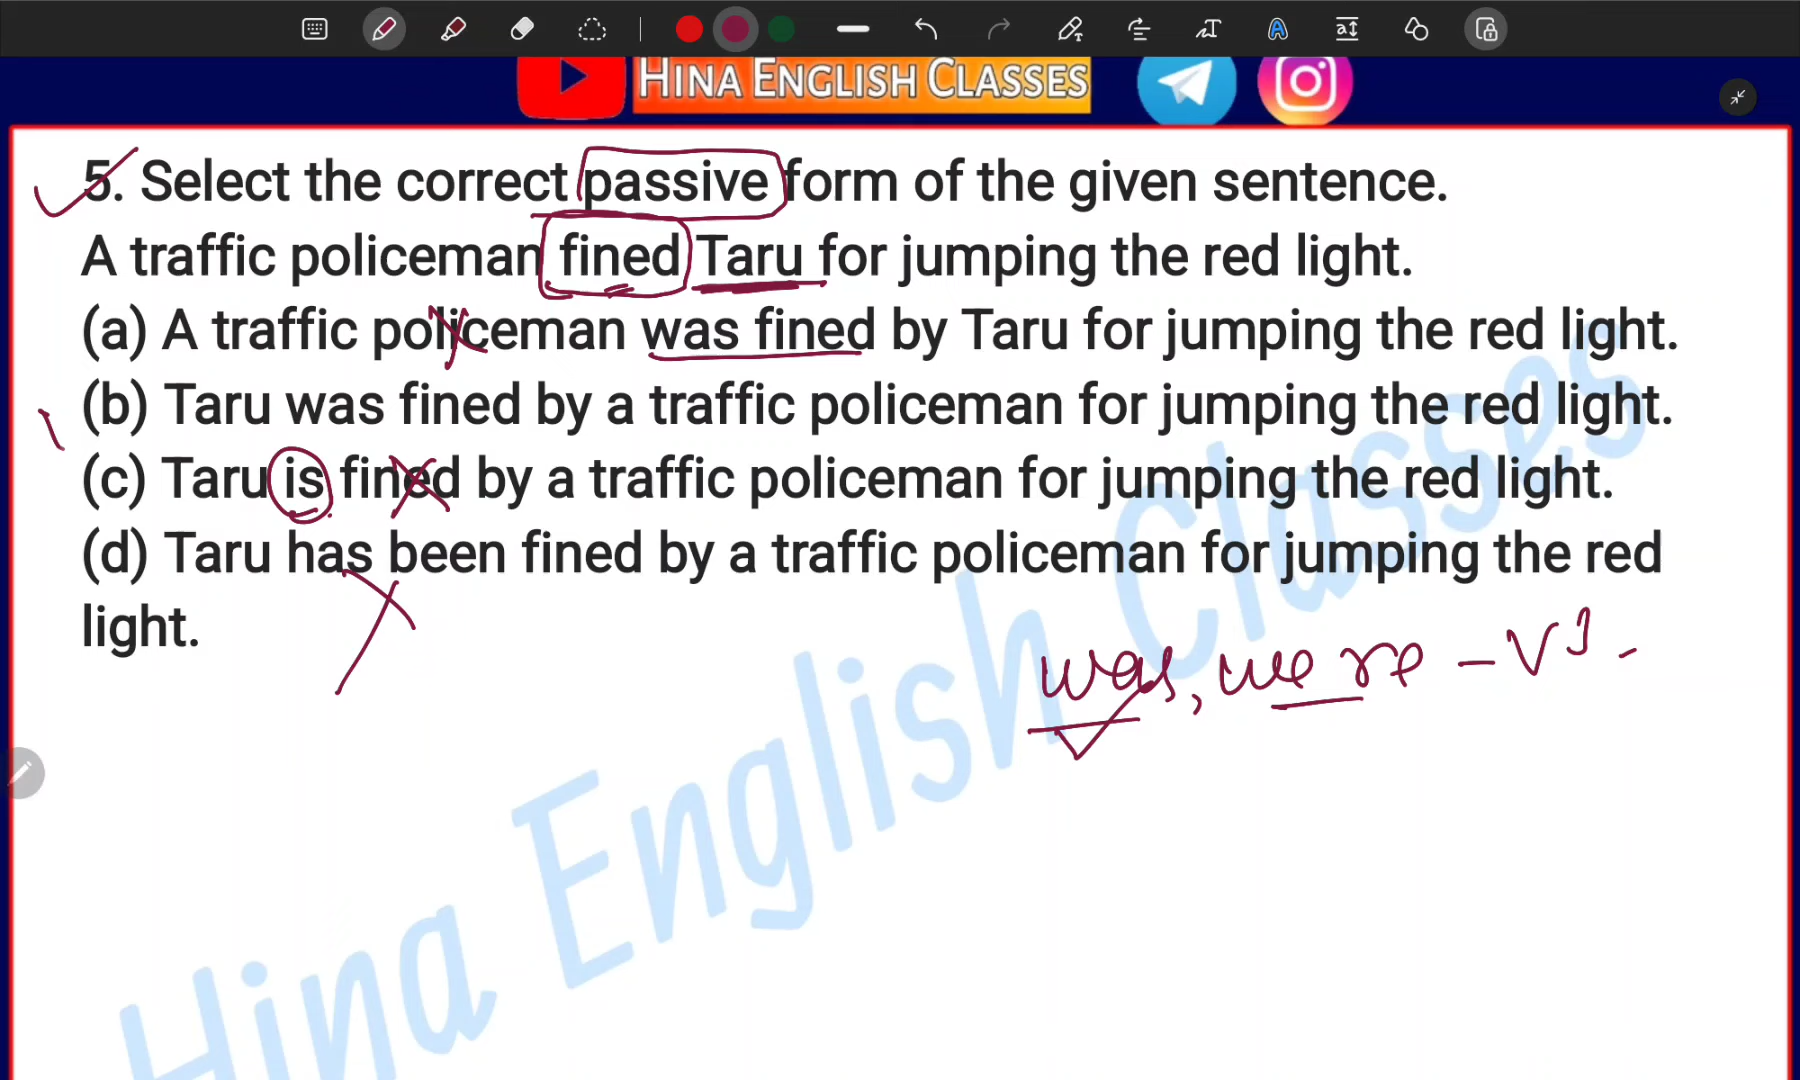 HINA ENGLISH CLASSES
5. Select the correct passive form of the given sentence.
A traffic policeman fined Taru for jumping the red light.
(a) A traffic policeman was fined by Taru for jumping the red light.
(b) Taru was fined by a traffic policeman for jumping the red light.
(c) Taru is fined by a traffic policeman for jumping the red light.
(d) Taru has been fined by a traffic policeman for jumping the red
light.
was, were – V3 -
Hina English Classes